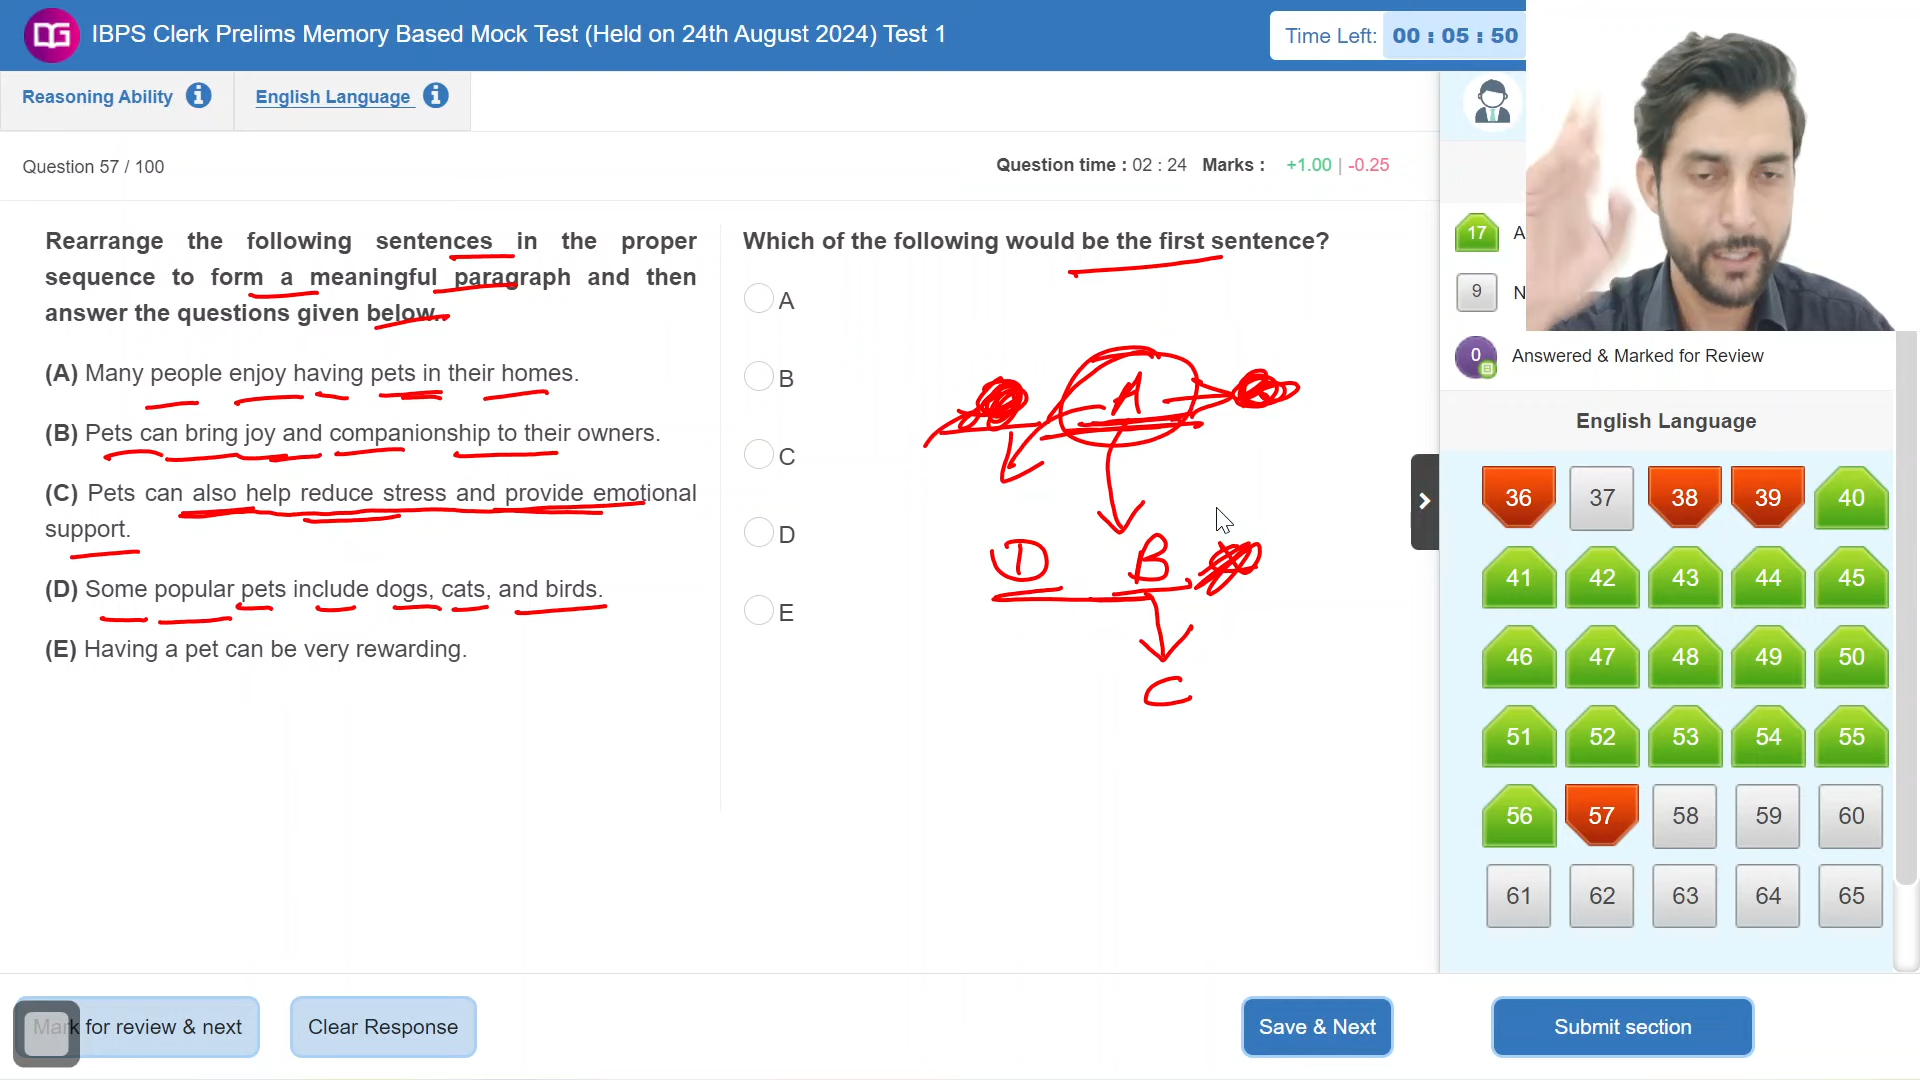 DG
IBPS Clerk Prelims Memory Based Mock Test (Held on 24th August 2024) Test 1
Time Left: 00 : 05 : 50
Reasoning Ability i
English Language i
Question 57 / 100
Question time : 02 : 24 Marks : +1.00 | -0.25
Rearrange the following sentences in the proper
sequence to form a meaningful paragraph and then
answer the questions given below.
(A) Many people enjoy having pets in their homes.
(B) Pets can bring joy and companionship to their owners.
(C) Pets can also help reduce stress and provide emotional
support.
(D) Some popular pets include dogs, cats, and birds.
(E) Having a pet can be very rewarding.
Which of the following would be the first sentence?
A
B
C
D
E
A
D B
C
17 A
9 N
0 Answered & Marked for Review
English Language
36 37 38 39 40
41 42 43 44 45
46 47 48 49 50
51 52 53 54 55
56 57 58 59 60
61 62 63 64 65
Mark for review & next
Clear Response
Save & Next
Submit section